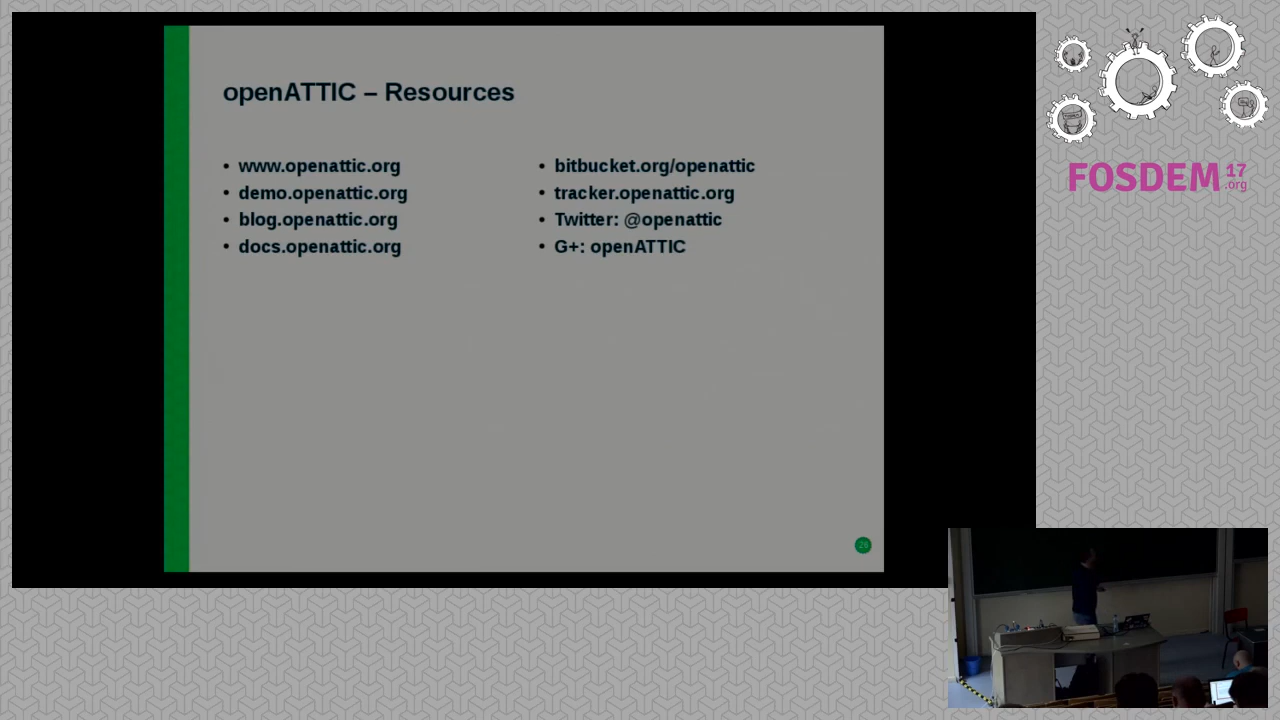 openATTIC – Resources
• www.openattic.org
• demo.openattic.org
• blog.openattic.org
• docs.openattic.org
• bitbucket.org/openattic
• tracker.openattic.org
• Twitter: @openattic
• G+: openATTIC
29
FOSDEM 17
.org